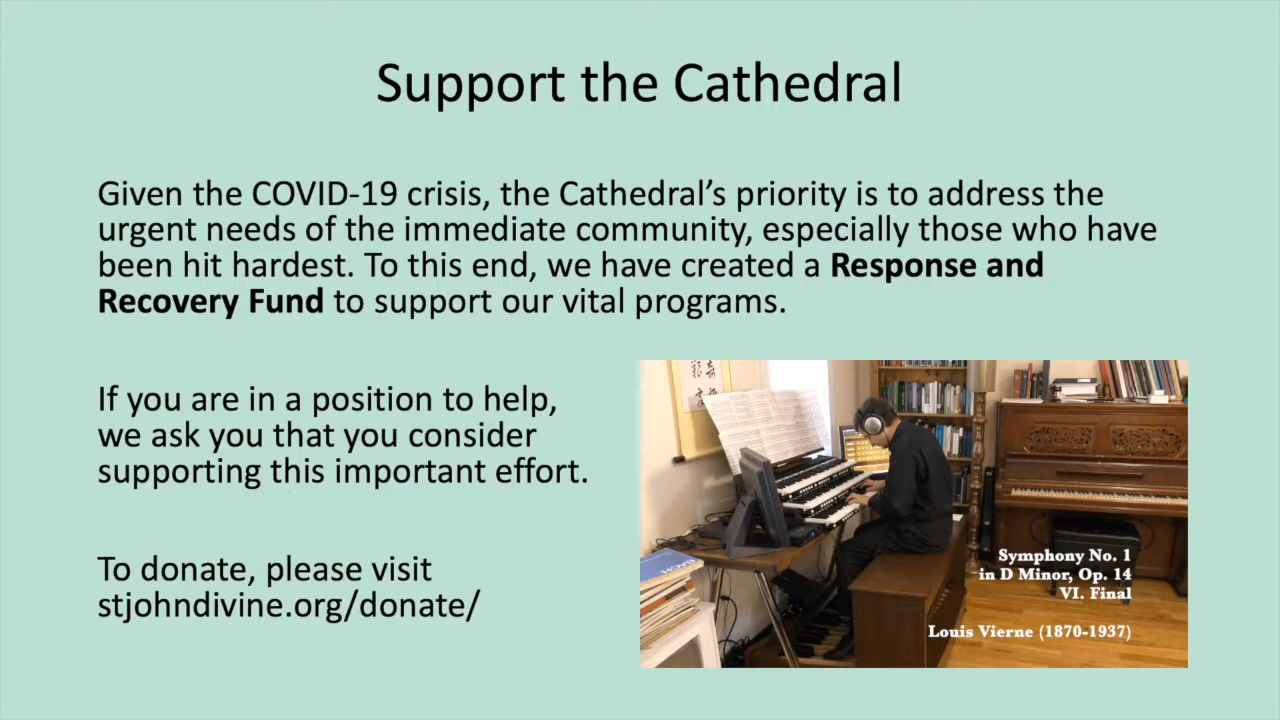 Support the Cathedral
Given the COVID-19 crisis, the Cathedral’s priority is to address the
urgent needs of the immediate community, especially those who have
been hit hardest. To this end, we have created a Response and
Recovery Fund to support our vital programs.
If you are in a position to help,
we ask you that you consider
supporting this important effort.
To donate, please visit
stjohndivine.org/donate/
BACH
Symphony No. 1
in D Minor, Op. 14
VI. Final
Louis Vierne (1870-1937)